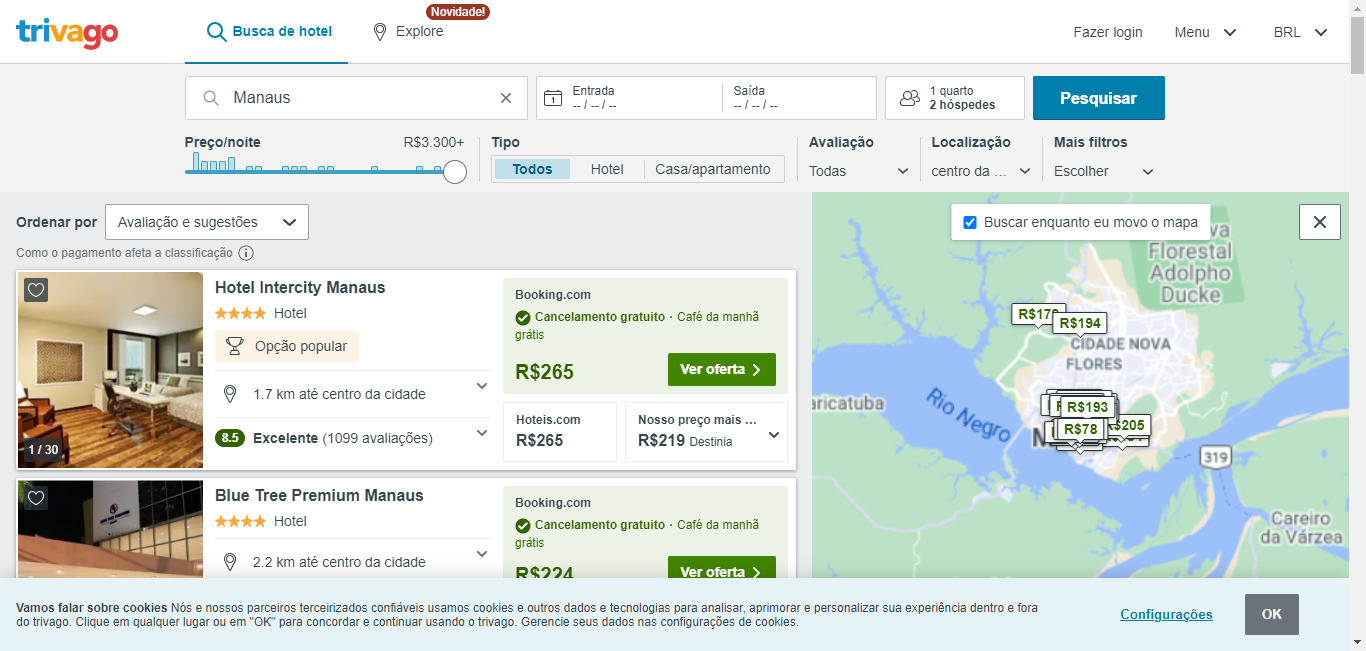 trivago
Busca de hotel
Novidade!
Explore
Fazer login
Menu
BRL
Manaus
Entrada
-- / -- / --
Saída
-- / -- / --
1 quarto
2 hóspedes
Pesquisar
Preço/noite
R$3.300+
Tipo
Todos
Hotel
Casa/apartamento
Avaliação
Todas
Localização
centro da ...
Mais filtros
Escolher
Ordenar por
Avaliação e sugestões
Como o pagamento afeta a classificação
1 / 30
Hotel Intercity Manaus
Hotel
Opção popular
1.7 km até centro da cidade
8.5 Excelente (1099 avaliações)
Booking.com
Cancelamento gratuito · Café da manhã
grátis
R$265
Ver oferta
Hoteis.com
R$265
Nosso preço mais ...
R$219 Destinia
Blue Tree Premium Manaus
Hotel
2.2 km até centro da cidade
Booking.com
Cancelamento gratuito · Café da manhã
grátis
R$224
Ver oferta
Buscar enquanto eu movo o mapa
Florestal
Adolpho
Ducke
R$194
CIDADE NOVA
FLORES
aricatuba
Rio Negro
R$193
R$78
205
319
Careiro
da Várzea
Vamos falar sobre cookies Nós e nossos parceiros terceirizados confiáveis usamos cookies e outros dados e tecnologias para analisar, aprimorar e personalizar sua experiência dentro e fora
do trivago. Clique em qualquer lugar ou em "OK" para concordar e continuar usando o trivago. Gerencie seus dados nas configurações de cookies.
Configurações
OK